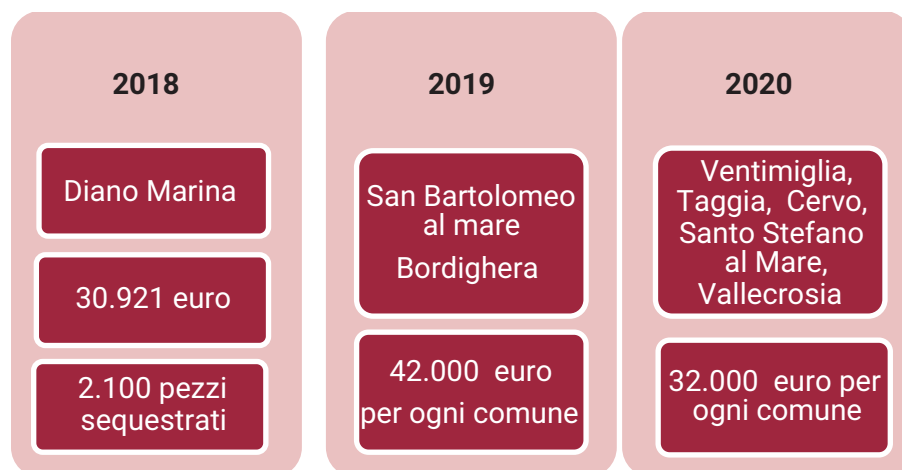 2018
Diano Marina
30.921 euro
2.100 pezzi
sequestrati
2019
San Bartolomeo
al mare
Bordighera
42.000 euro
per ogni comune
2020
Ventimiglia,
Taggia, Cervo,
Santo Stefano
al Mare,
Vallecrosia
32.000 euro per
ogni comune